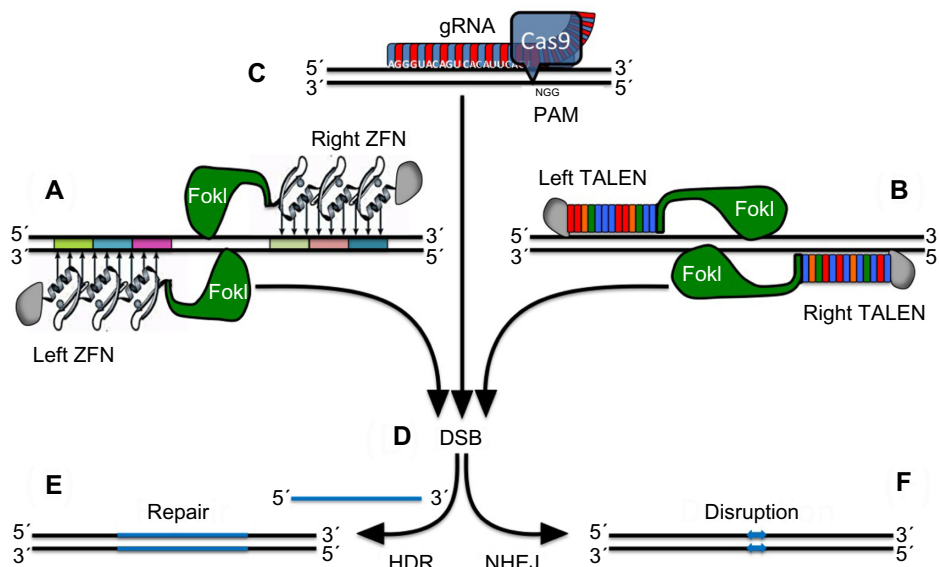 gRNA
Cas9
C
5´
AGGGUACAGU CACAUUCA
3´
3´
NGG
5´
PAM
Right ZFN
A
FokI
Left TALEN
B
FokI
5´
3´
5´
3´
3´
5´
3´
5
FokI
FokI
Left ZFN
Right TALEN
D
DSB
E
5´
3´
F
Repair
Disruption
5´
3´
5´
3´
3´
5´
3´
5´
HDR
NHEJ